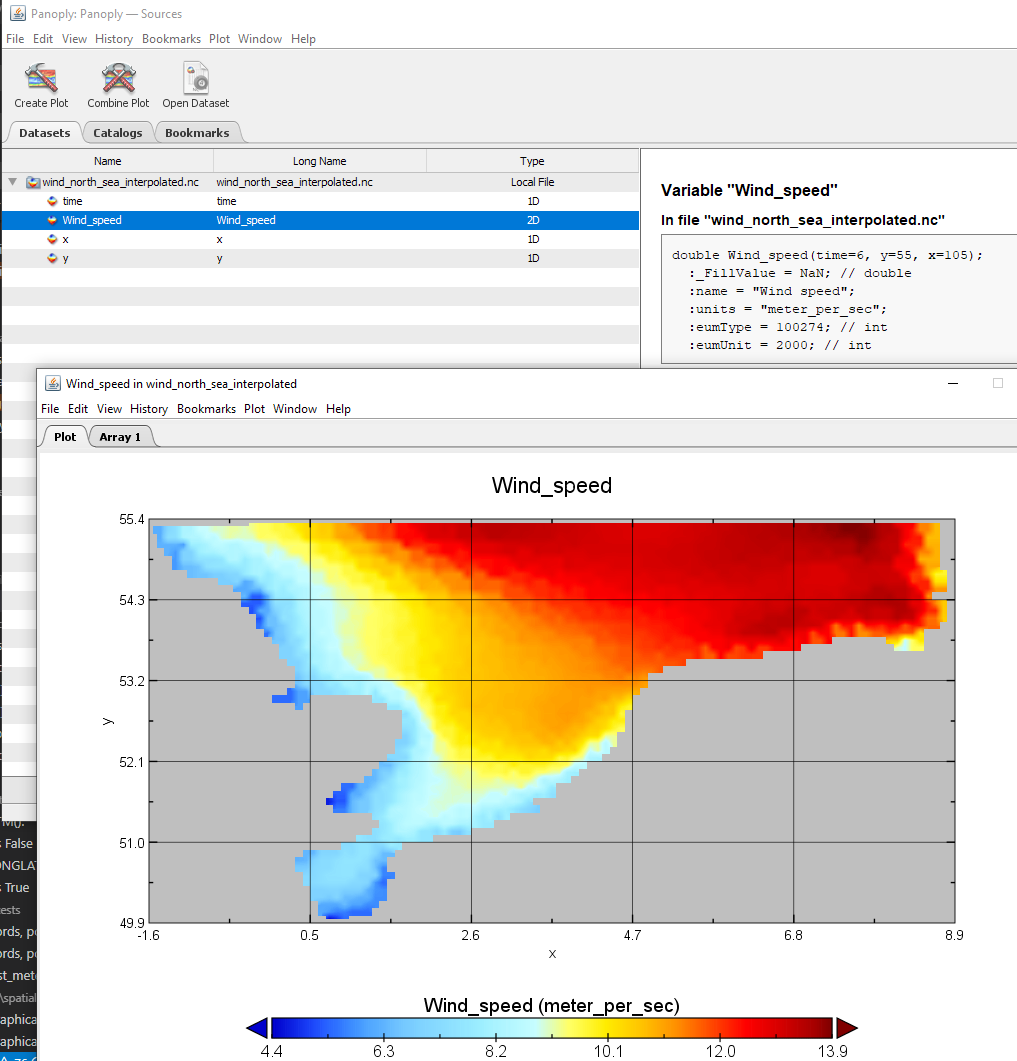 Panoply: Panoply — Sources
File Edit View History Bookmarks Plot Window Help
Create Plot Combine Plot Open Dataset
Datasets Catalogs Bookmarks
Name Long Name Type
wind_north_sea_interpolated.nc wind_north_sea_interpolated.nc Local File
time time 1D
Wind_speed Wind_speed 2D
x x 1D
y y 1D
Variable "Wind_speed"
In file "wind_north_sea_interpolated.nc"
double Wind_speed(time=6, y=55, x=105);
:_FillValue = NaN; // double
:name = "Wind speed";
:units = "meter_per_sec";
:eumType = 100274; // int
:eumUnit = 2000; // int
Wind_speed in wind_north_sea_interpolated
File Edit View History Bookmarks Plot Window Help
Plot Array 1
Wind_speed
55.4
54.3
53.2
y
52.1
51.0
49.9
-1.6 0.5 2.6 4.7 6.8 8.9
x
Wind_speed (meter_per_sec)
4.4 6.3 8.2 10.1 12.0 13.9
s False
ONGLAT
s True
ests
ords, po
ords, po
st_mete
\spatial
aphica
aphica